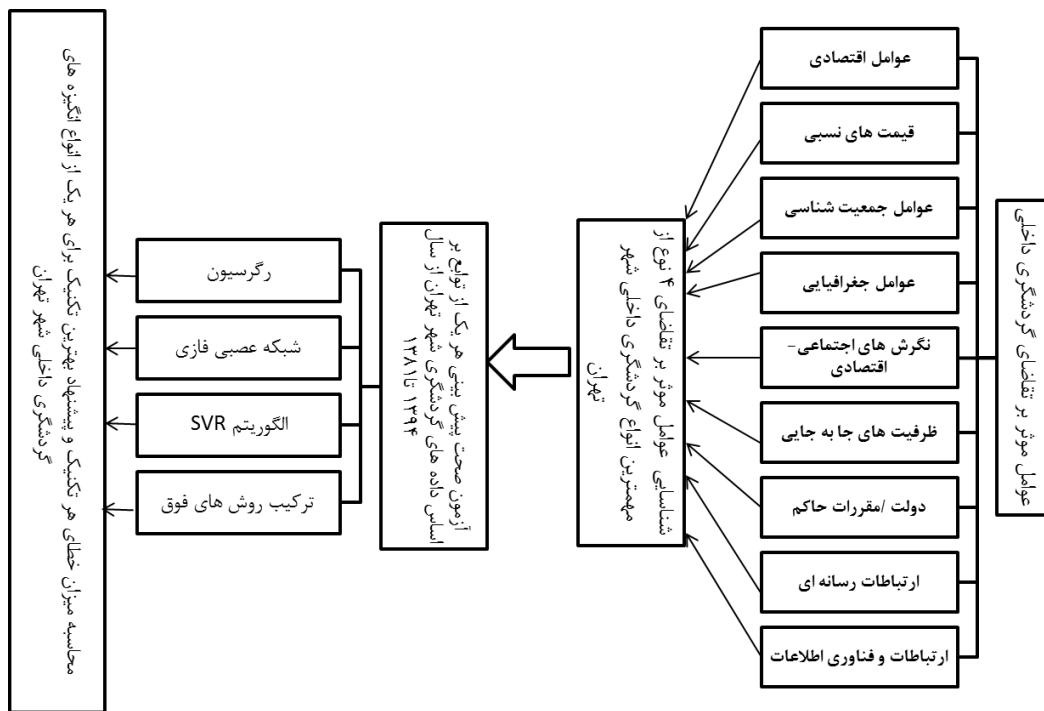 عوامل موثر بر تقاضای گردشگری داخلی
عوامل اقتصادی
قیمت های نسبی
عوامل جمعیت شناسی
عوامل جغرافیایی
نگرش های اجتماعی-
اقتصادی
ظرفیت های جا به جایی
دولت /مقررات حاکم
ارتباطات رسانه ای
ارتباطات و فناوری اطلاعات
شناسایی عوامل موثر بر تقاضای ۴ نوع از
مهمترین انواع گردشگری داخلی شهر
تهران
آزمون صحت پیش بینی هر یک از توابع بر
اساس داده های گردشگری شهر تهران از سال
۱۳۸۱ تا ۱۳۹۴
رگرسیون
شبکه عصبی فازی
الگوریتم SVR
ترکیب روش های فوق
محاسبه میزان خطای هر تکنیک و پیشنهاد بهترین تکنیک برای هر یک از انواع انگیزه های
گردشگری داخلی شهر تهران